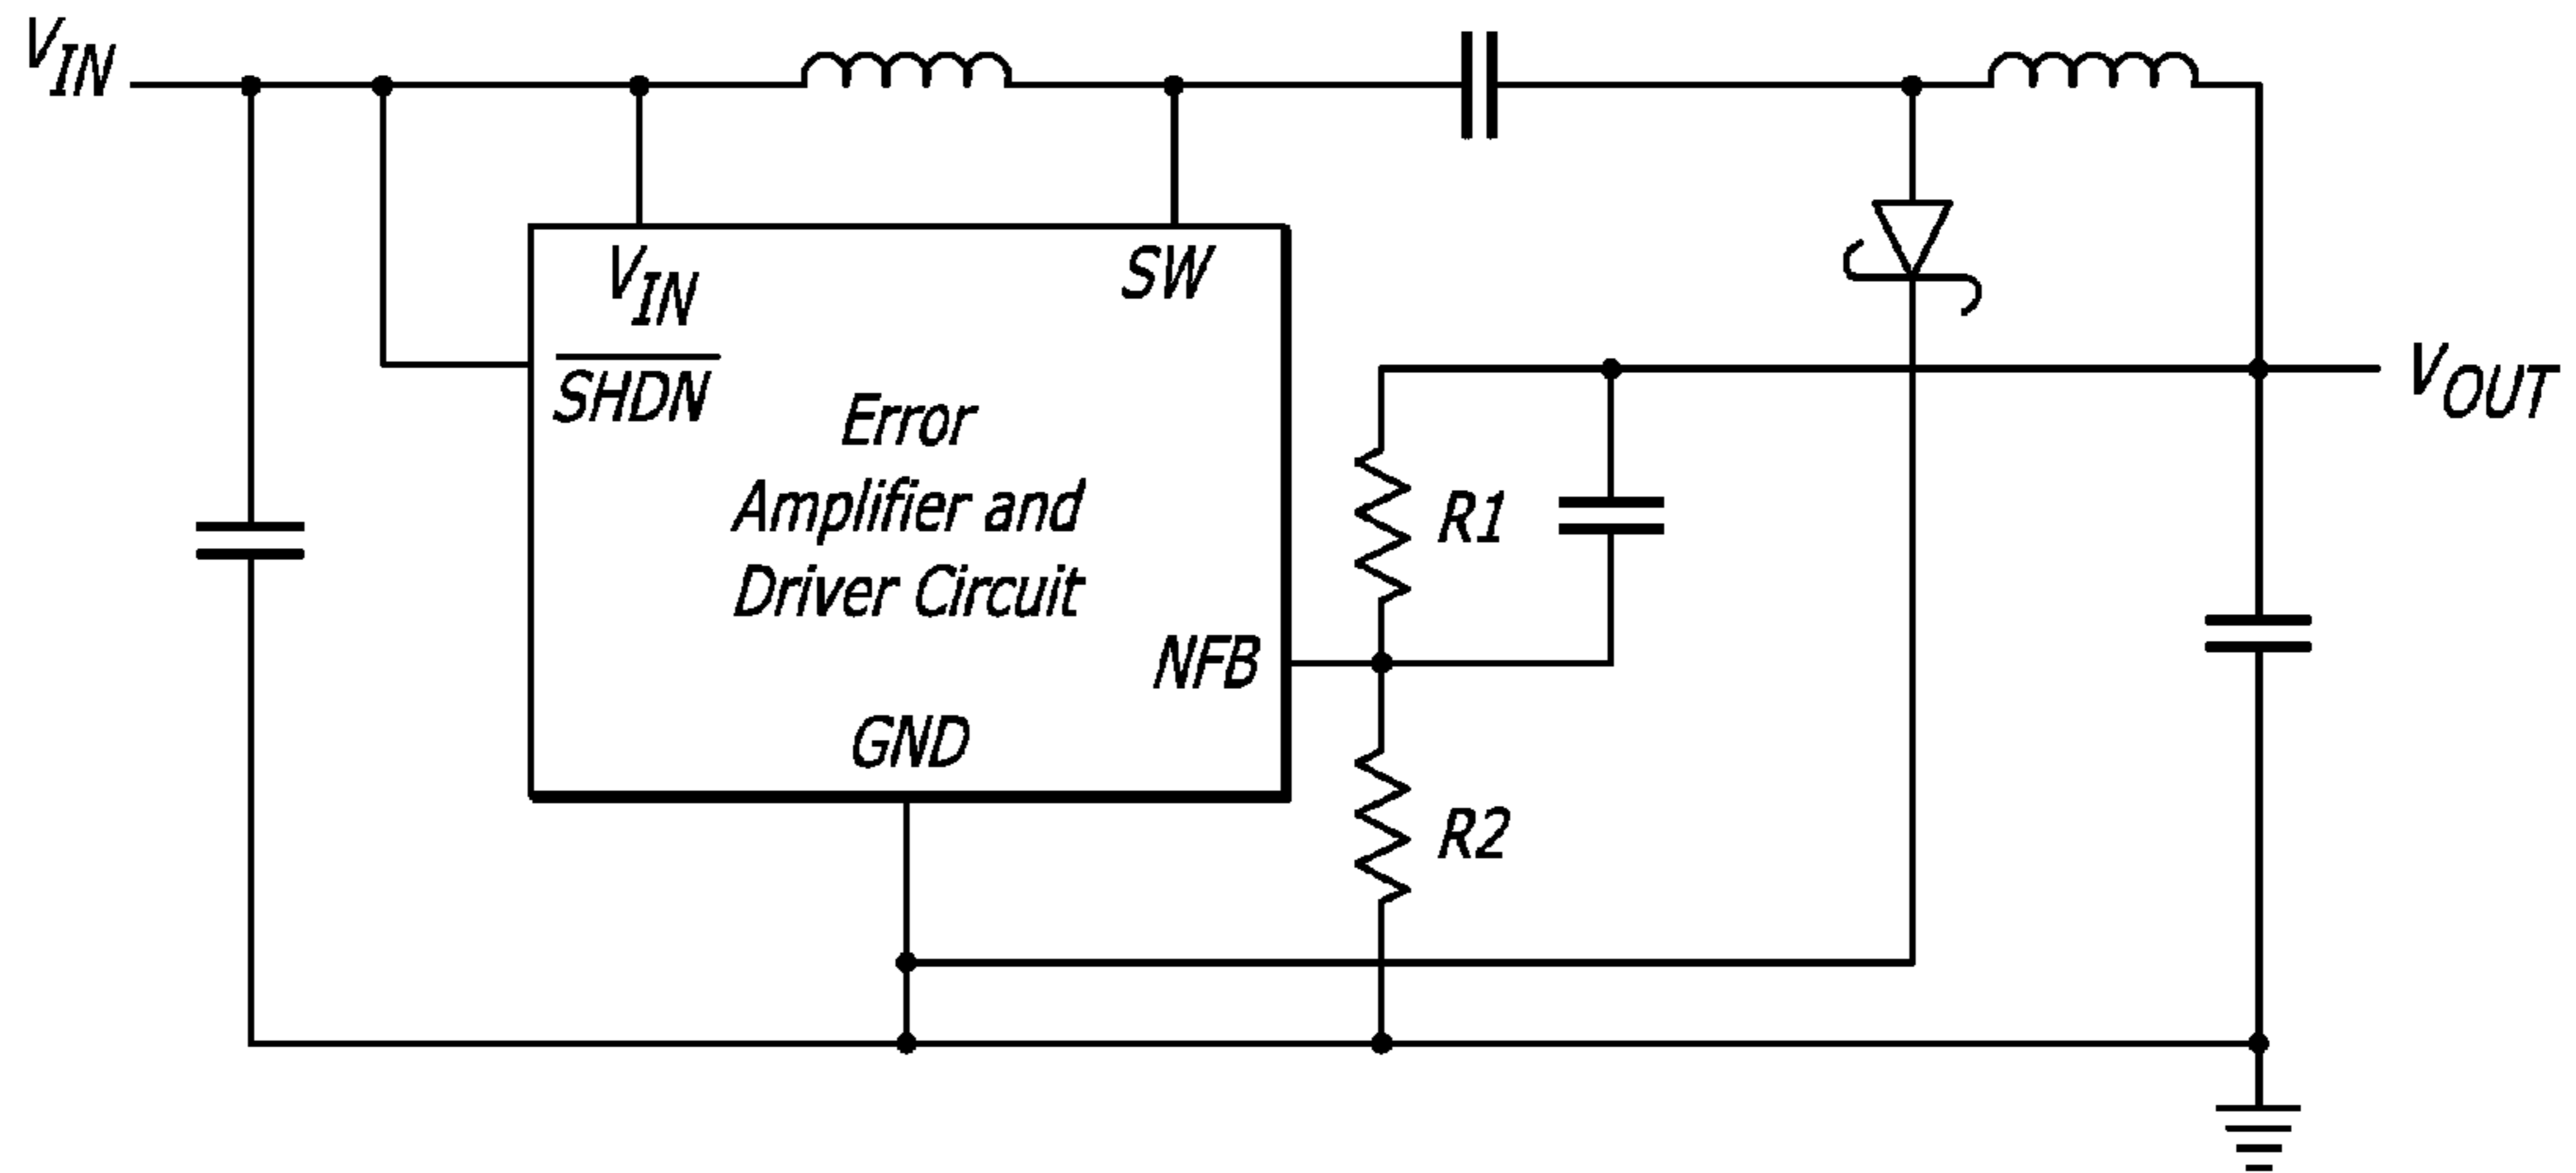 VIN
VIN
SW
SHDN
Error
Amplifier and
Driver Circuit
NFB
GND
R1
R2
VOUT